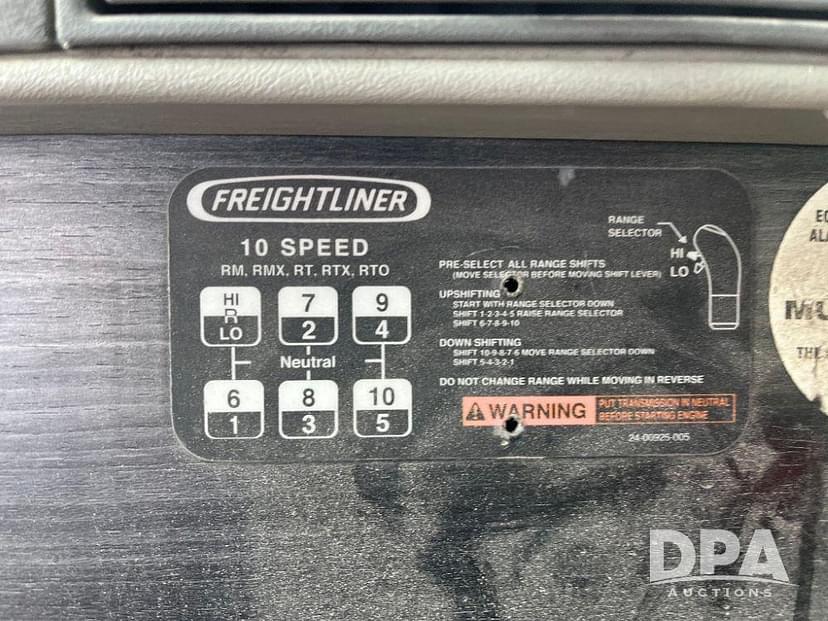 FREIGHTLINER
10 SPEED
RM, RMX, RT, RTX, RTO
HI
R
LO
7
2
9
4
Neutral
6
1
8
3
10
5
RANGE
SELECTOR
HI
LO
PRE-SELECT ALL RANGE SHIFTS
(MOVE SELECTOR BEFORE MOVING SHIFT LEVER)
UPSHIFTING
START WITH RANGE SELECTOR DOWN
SHIFT 1-2-3-4-5 RAISE RANGE SELECTOR
SHIFT 6-7-8-9-10
DOWN SHIFTING
SHIFT 10-9-8-7-6 MOVE RANGE SELECTOR DOWN
SHIFT 5-4-3-2-1
DO NOT CHANGE RANGE WHILE MOVING IN REVERSE
WARNING
PUT TRANSMISSION IN NEUTRAL
BEFORE STARTING ENGINE
24-00925-005
THE
DPA
AUCTIONS